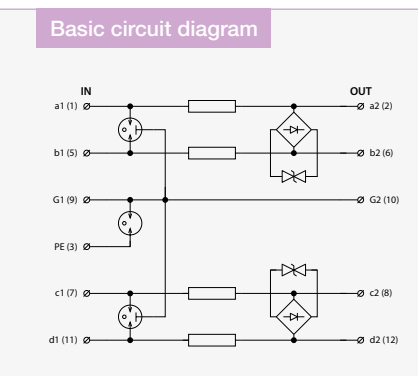 Basic circuit diagram
IN OUT
a1 (1) a2 (2)
b1 (5) b2 (6)
G1 (9) G2 (10)
PE (3)
c1 (7) c2 (8)
d1 (11) d2 (12)